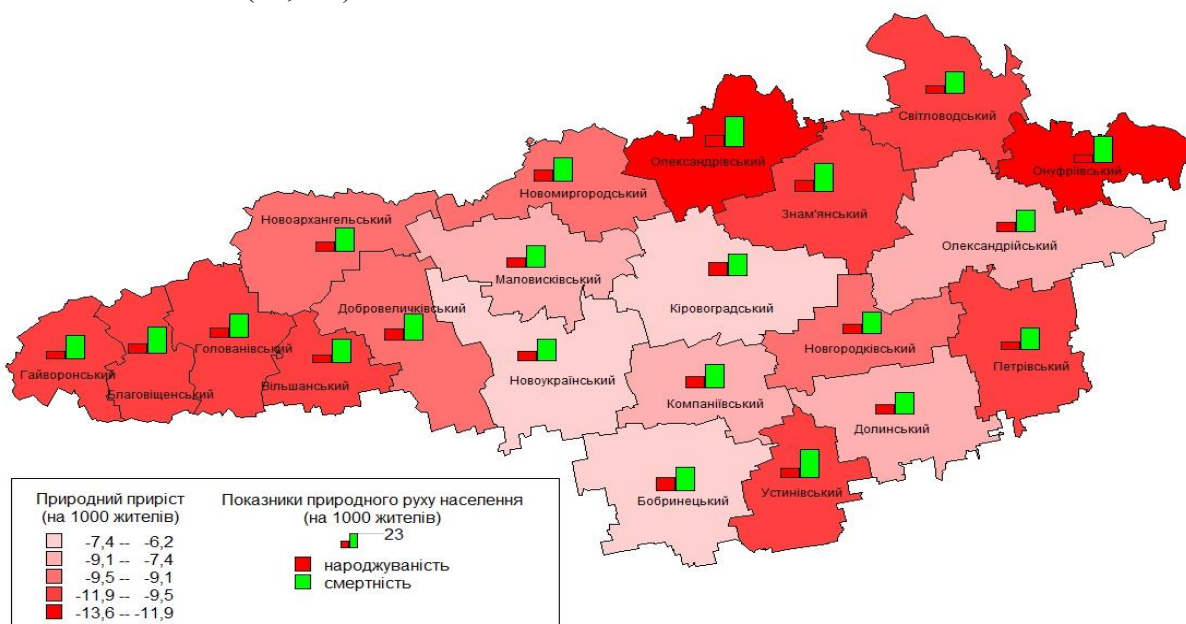 Світловодський
Олександрівський
Онуфріївський
Новомиргородський
Знам'янський
Новоархангельський
Олександрійський
Маловисківський
Добровеличківський
Кіровоградський
Голованівський
Новгородківський
Гайворонський
Благовіщенський
Вільшанський
Новоукраїнський
Петрівський
Компаніївський
Долинський
Бобринецький
Устинівський
Природний приріст
(на 1000 жителів)
-7,4 -- -6,2
-9,1 -- -7,4
-9,5 -- -9,1
-11,9 -- -9,5
-13,6 -- -11,9
Показники природного руху населення
(на 1000 жителів)
23
народжуваність
смертність